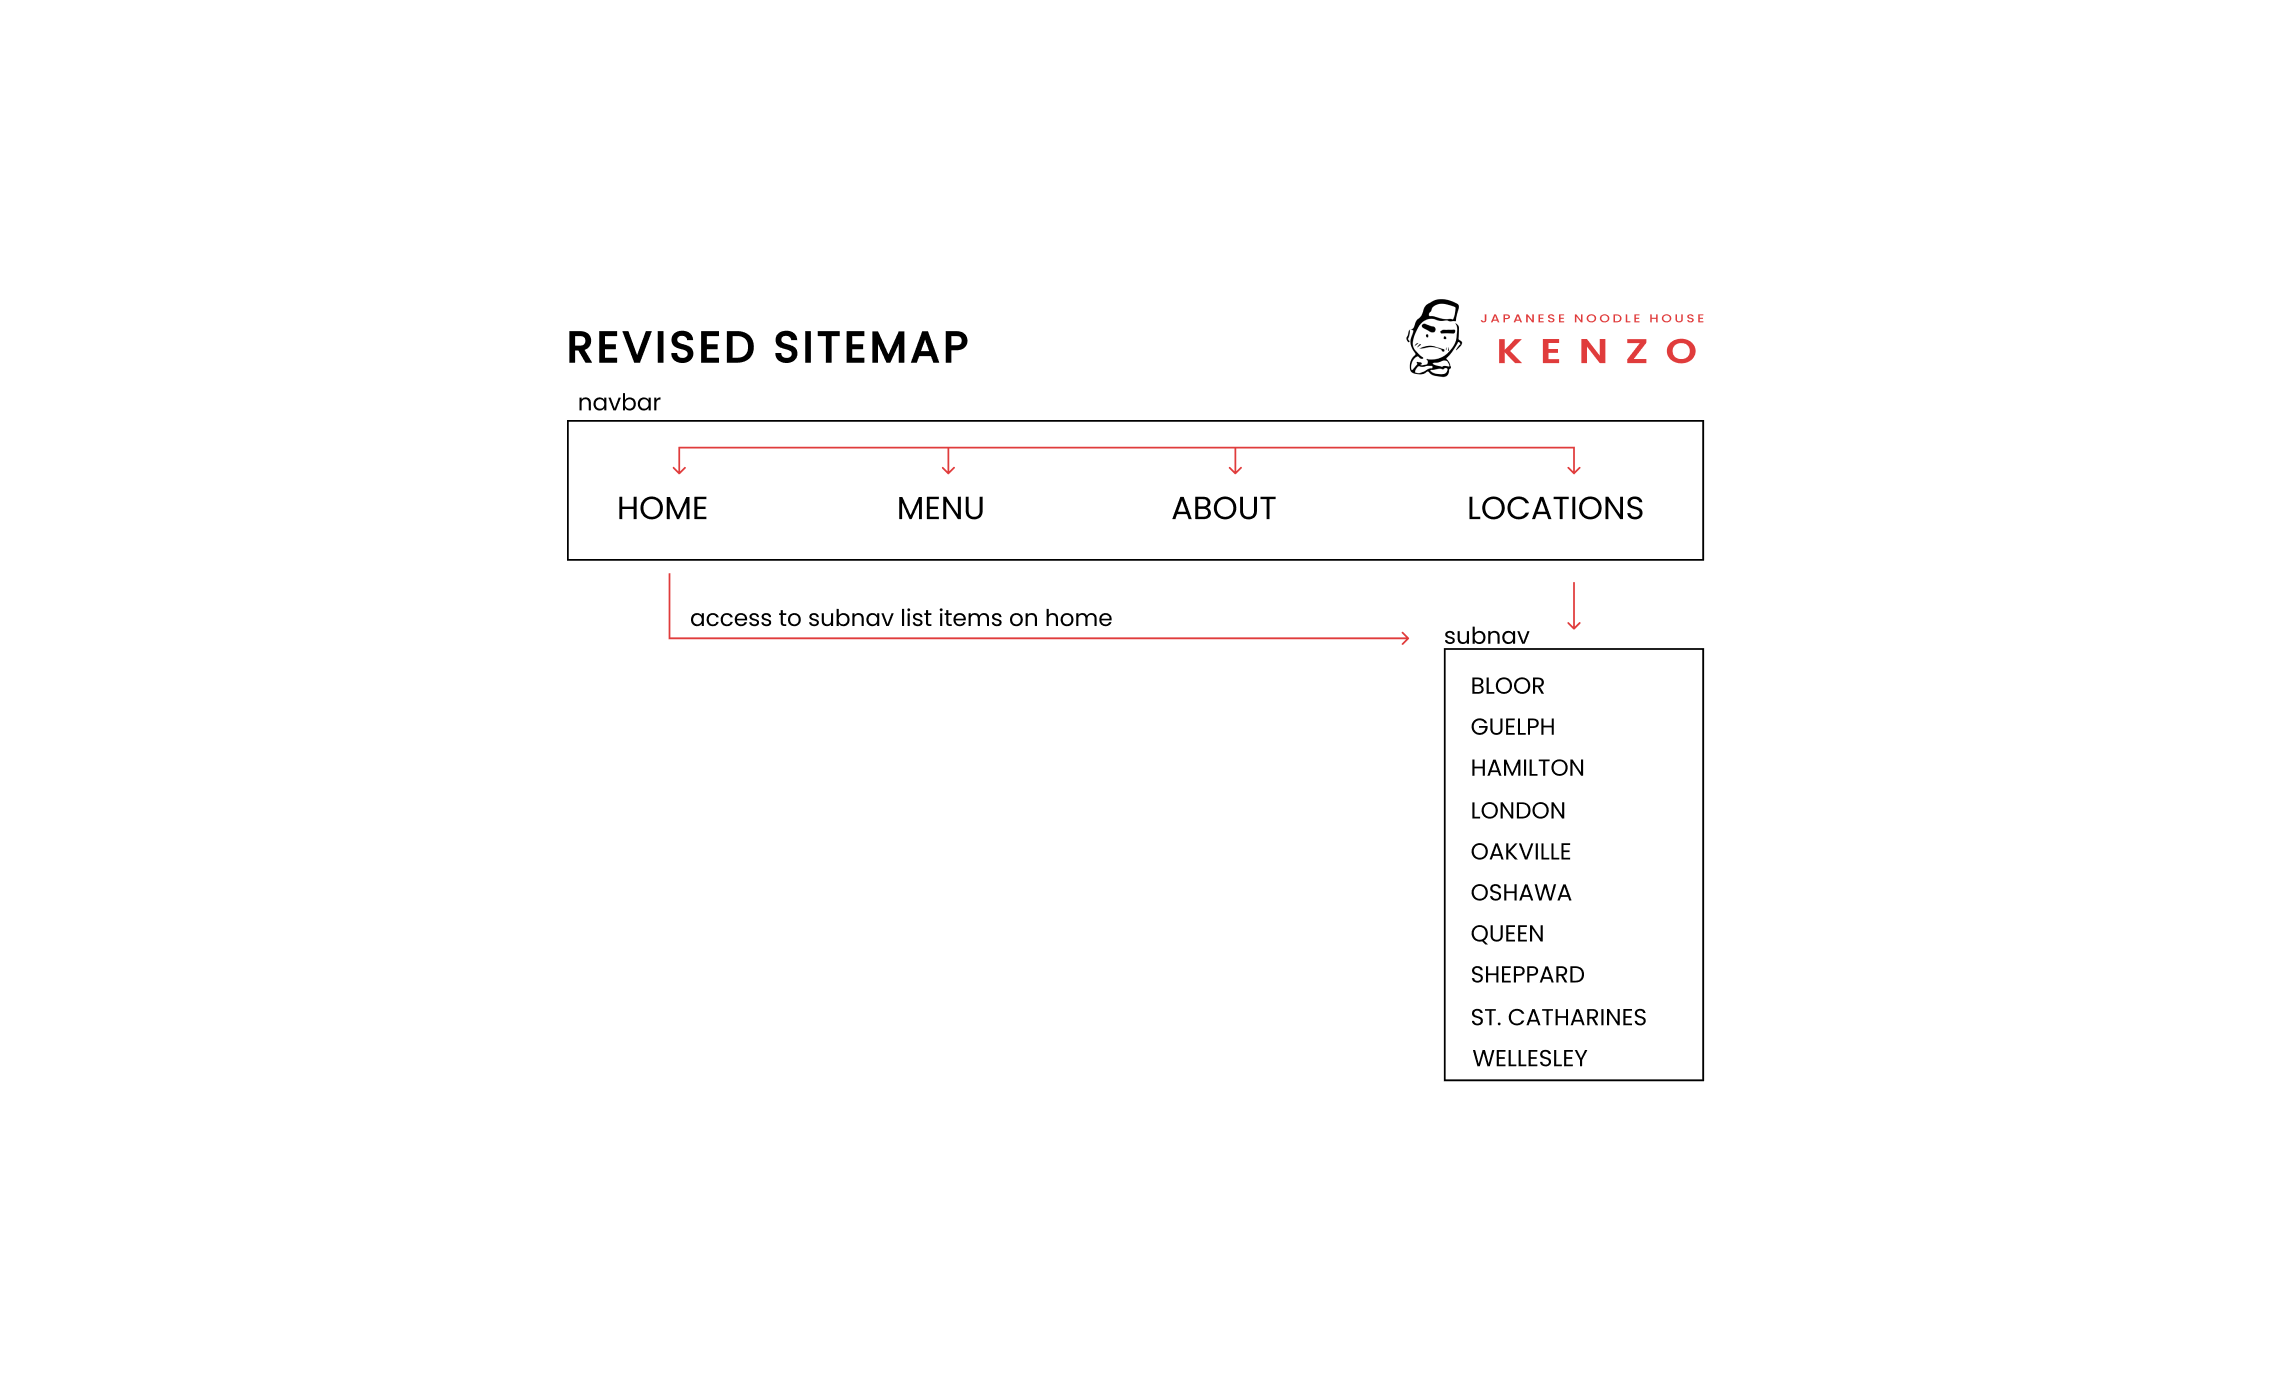 REVISED SITEMAP
JAPANESE NOODLE HOUSE
KENZO
navbar
HOME MENU ABOUT LOCATIONS
access to subnav list items on home
subnav
BLOOR
GUELPH
HAMILTON
LONDON
OAKVILLE
OSHAWA
QUEEN
SHEPPARD
ST. CATHARINES
WELLESLEY